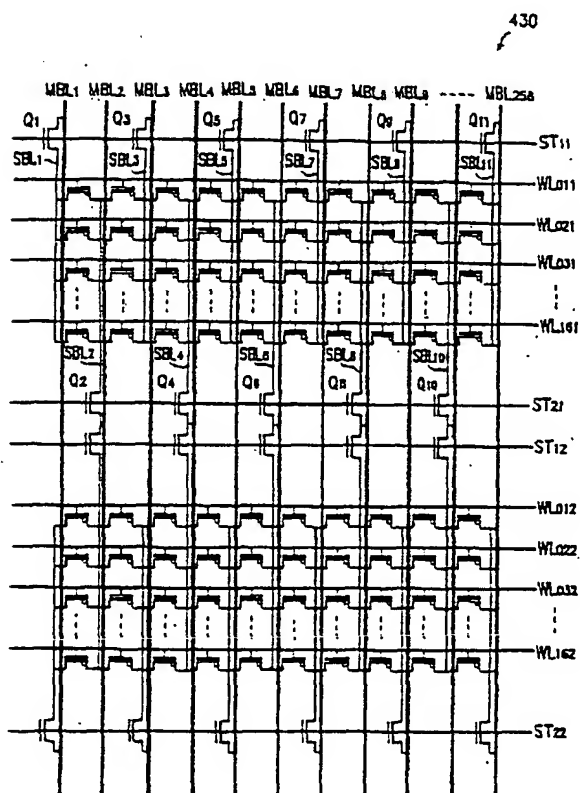 430
MBL1 MBL2 MBL3 MBL4 MBL5 MBL6 MBL7 MBL8 MBL9 ---- MBL256
Q1 Q3 Q5 Q7 Q9 Q11
ST11
SBL1 SBL3 SBL5 SBL7 SBL9 SBL11
WL011
WL021
WL031
WL161
SBL2 SBL4 SBL6 SBL8 SBL10
Q2 Q4 Q6 Q8 Q10
ST21
ST12
WL012
WL022
WL032
WL162
ST22